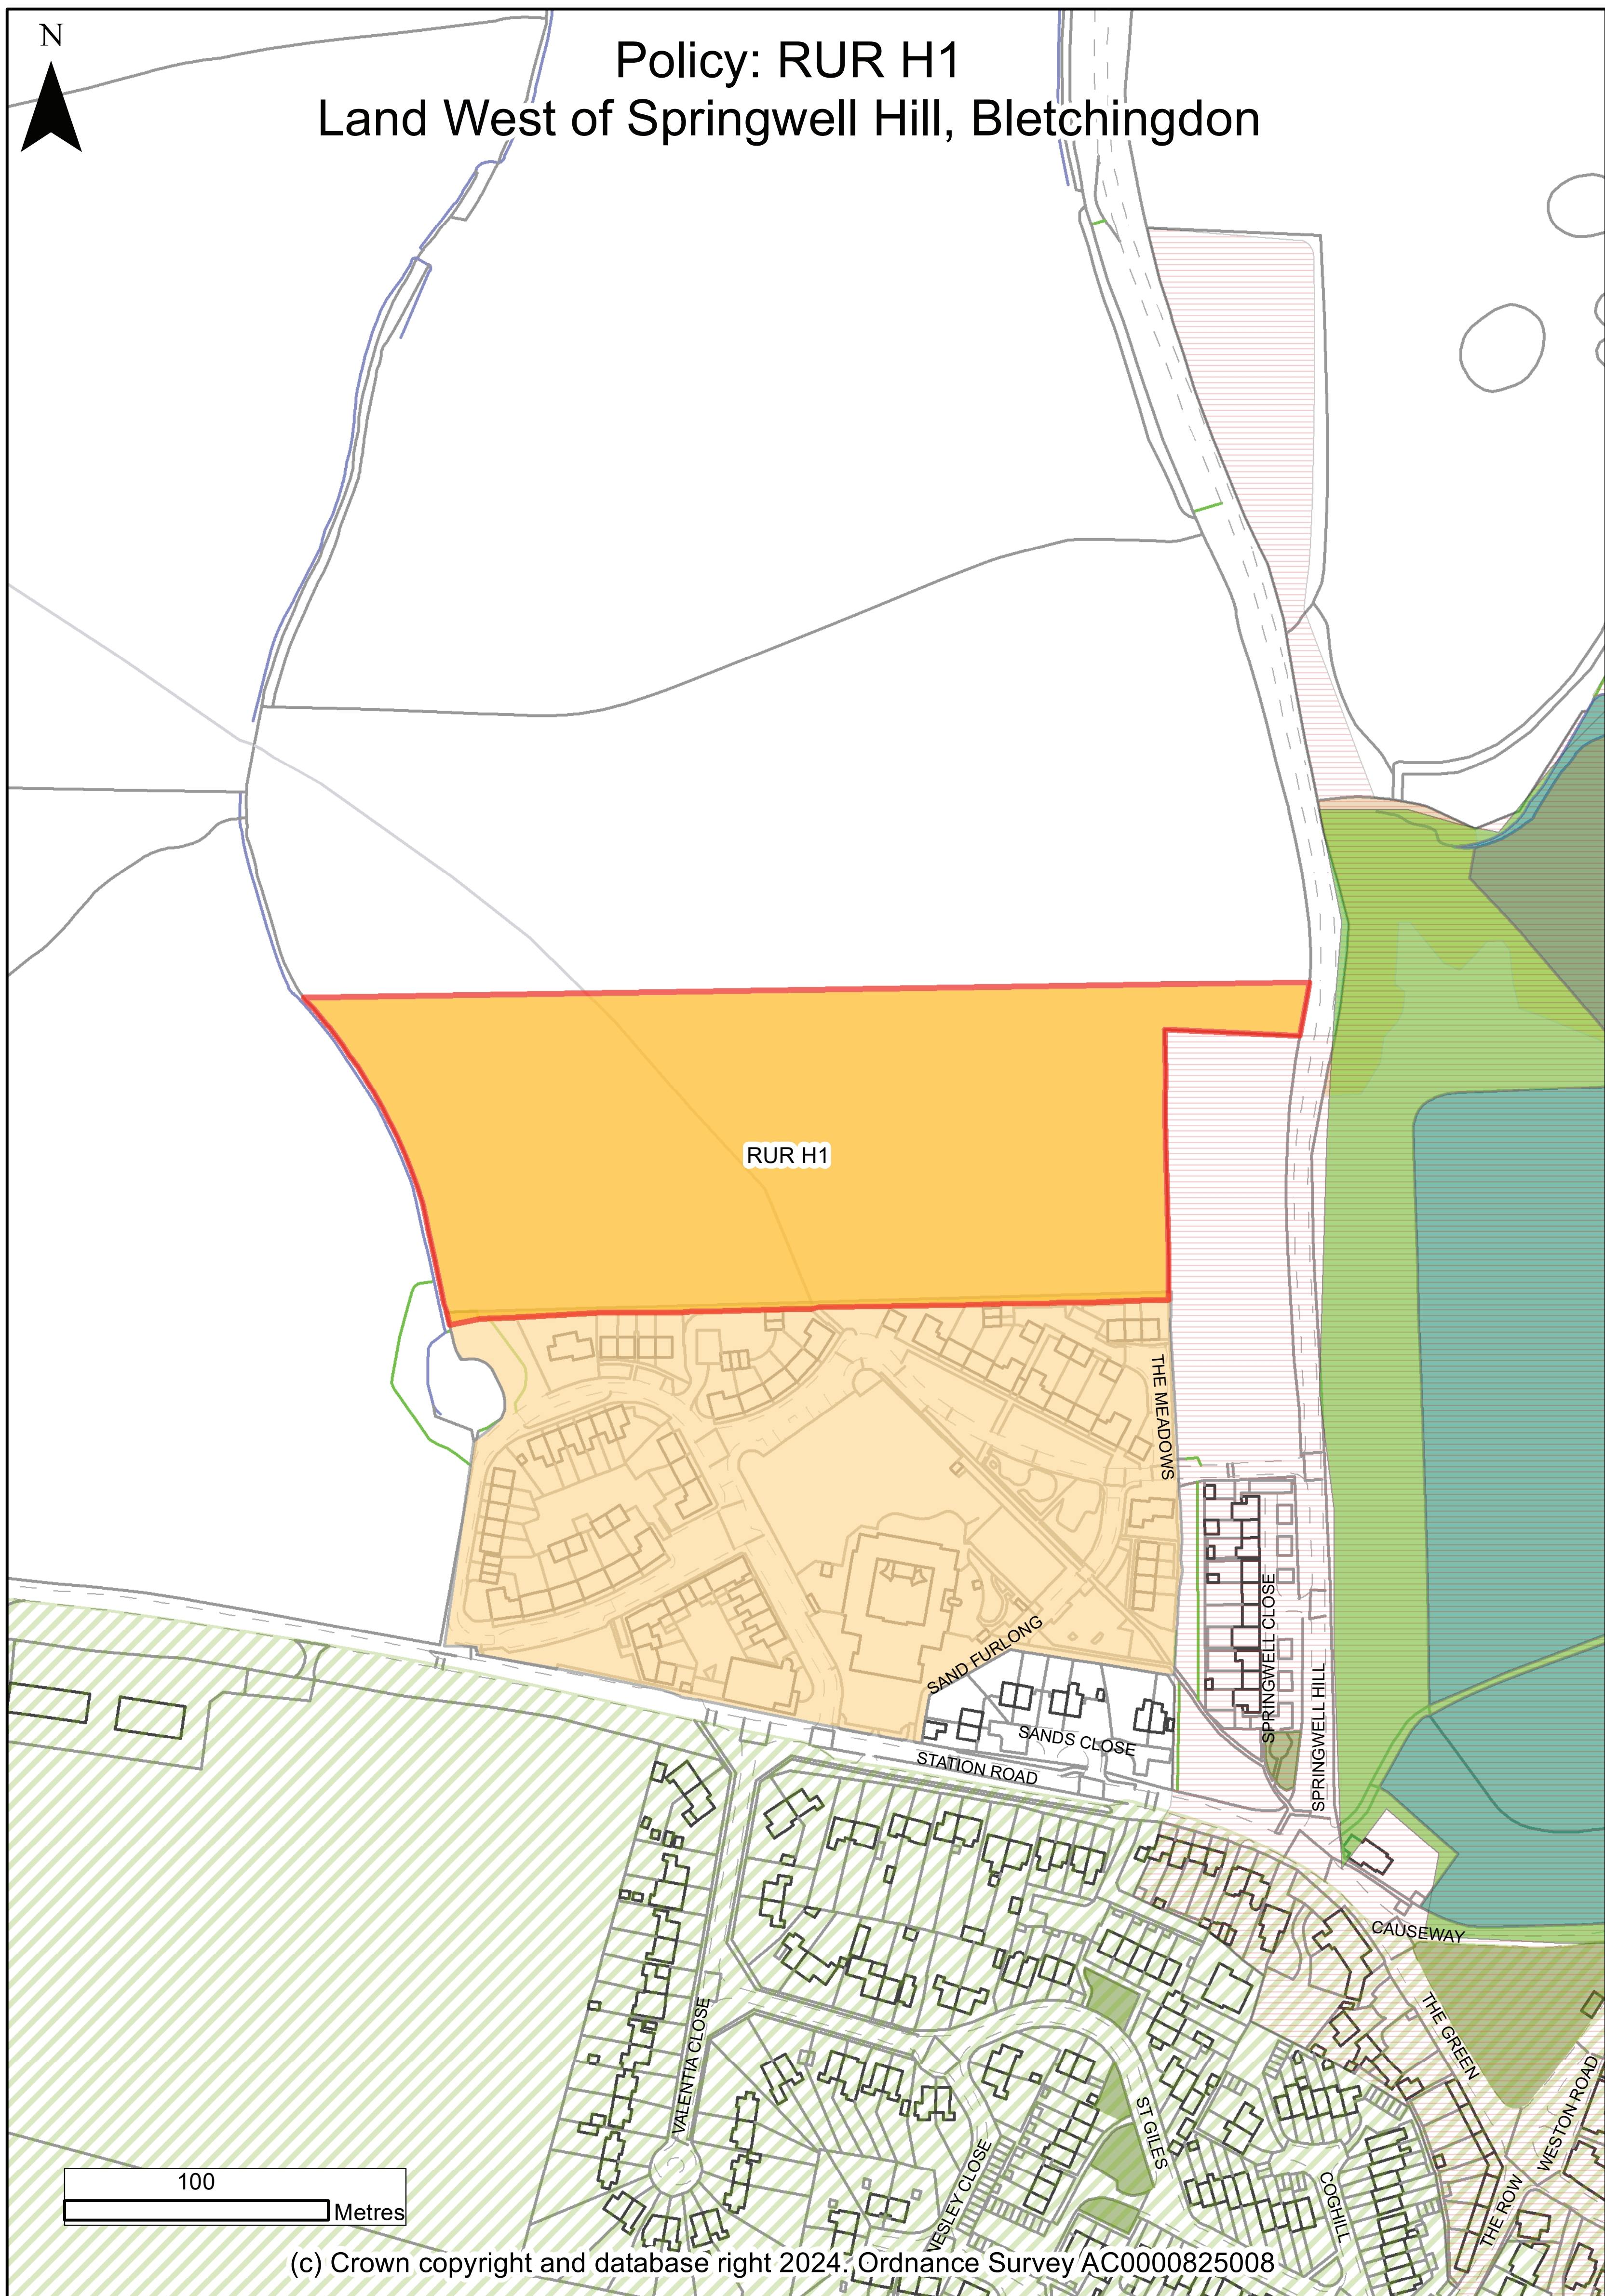 N
Policy: RUR H1
Land West of Springwell Hill, Bletchingdon
RUR H1
THE MEADOWS
SAND FURLONG
SPRINGWELL CLOSE
SPRINGWELL HILL
SANDS CLOSE
STATION ROAD
CAUSEWAY
THE GREEN
VALENTIA CLOSE
WESTON ROAD
ST GILES
COGHILL
THE ROW
CLOSE
100
Metres
(c) Crown copyright and database right 2024. Ordnance Survey AC0000825008